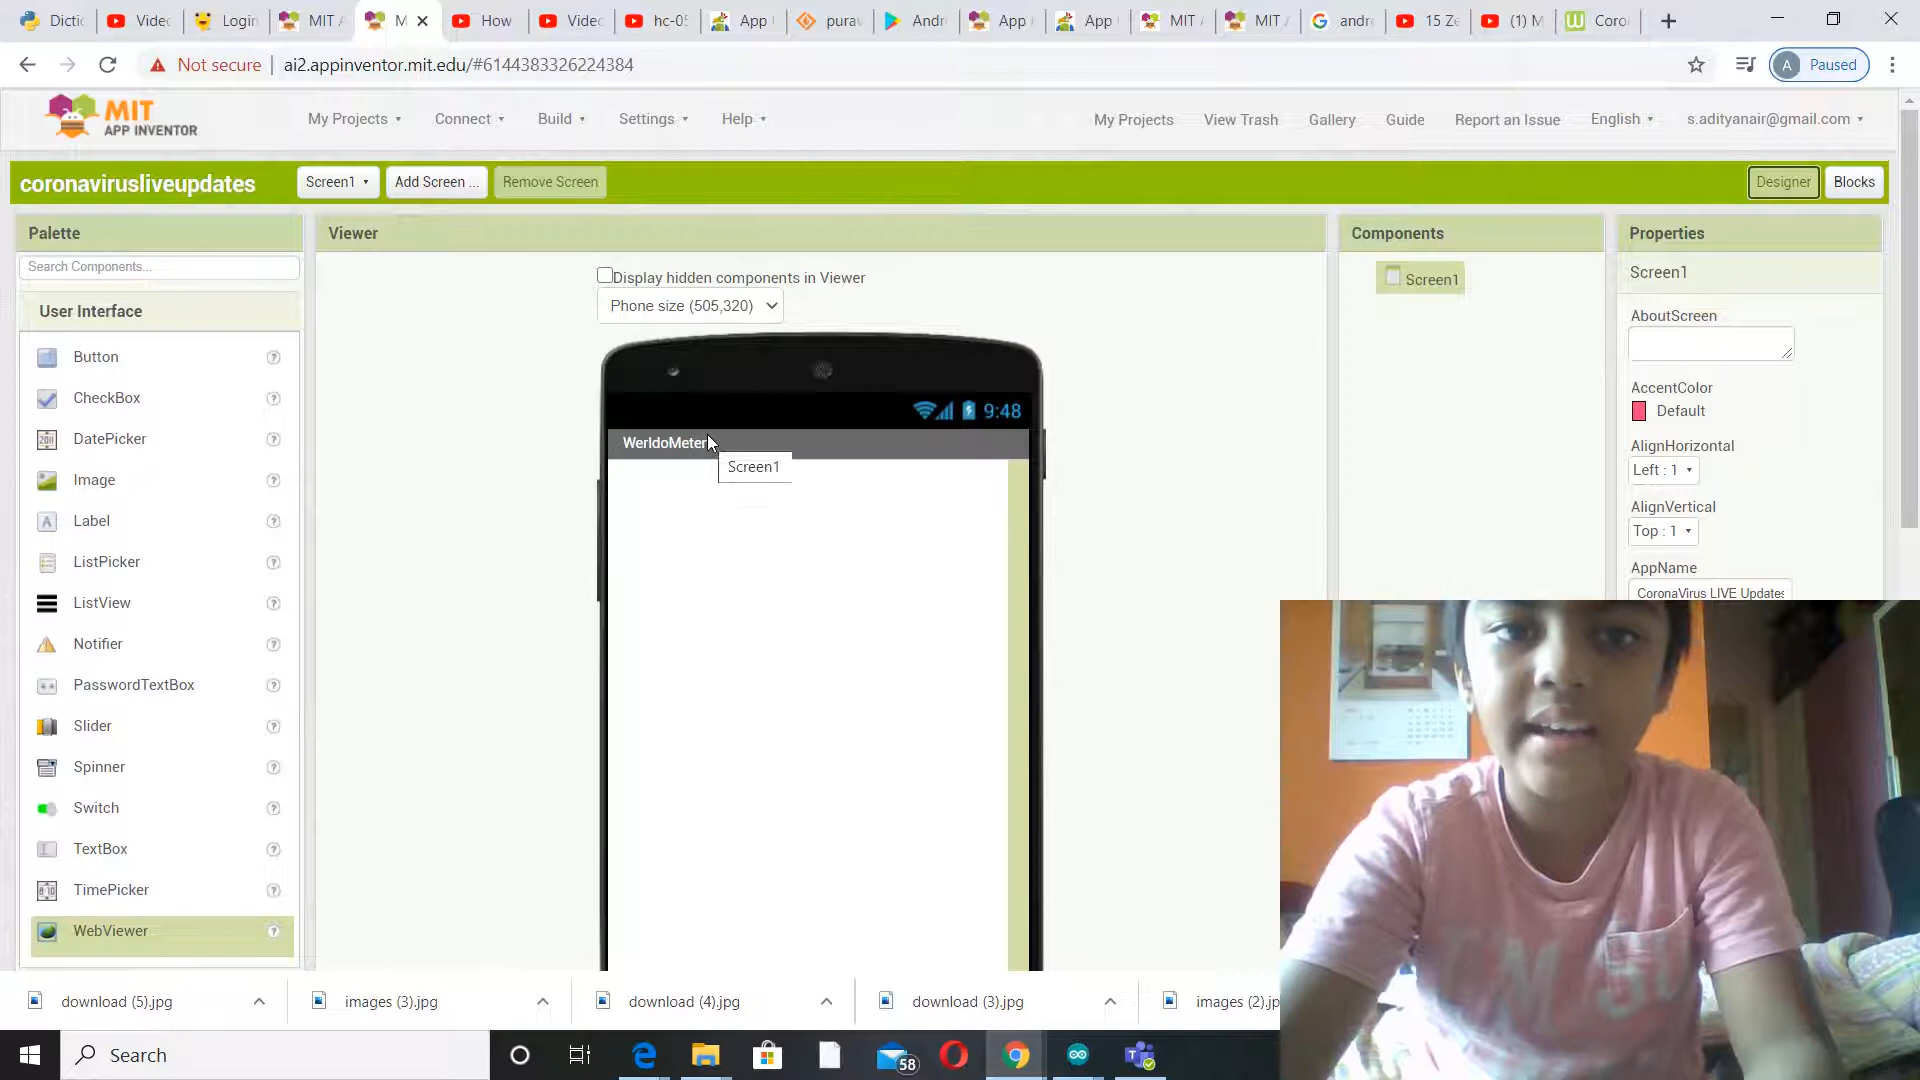 Dictio
Videc
Login
MIT A
M
How
Videc
hc-05
App I
purav
Andr
App
App
MIT
MIT
andr
15 Ze
(1) M
Coro
Not secure
ai2.appinventor.mit.edu/#6144383326224384
A Paused
MIT
APP INVENTOR
My Projects
Connect
Build
Settings
Help
My Projects
View Trash
Gallery
Guide
Report an Issue
English
s.adityanair@gmail.com
coronavirusliveupdates
Screen1
Add Screen ...
Remove Screen
Designer
Blocks
Palette
Viewer
Components
Properties
Search Components...
Display hidden components in Viewer
Screen1
Screen1
User Interface
Phone size (505,320)
AboutScreen
Button
CheckBox
AccentColor
Default
DatePicker
9:48
WerldoMeter
Screen1
AlignHorizontal
Left : 1
Image
Label
AlignVertical
Top : 1
ListPicker
AppName
CoronaVirus LIVE Updates
ListView
Notifier
PasswordTextBox
Slider
Spinner
Switch
TextBox
TimePicker
WebViewer
download (5).jpg
images (3).jpg
download (4).jpg
download (3).jpg
images (2).jp
Search
58